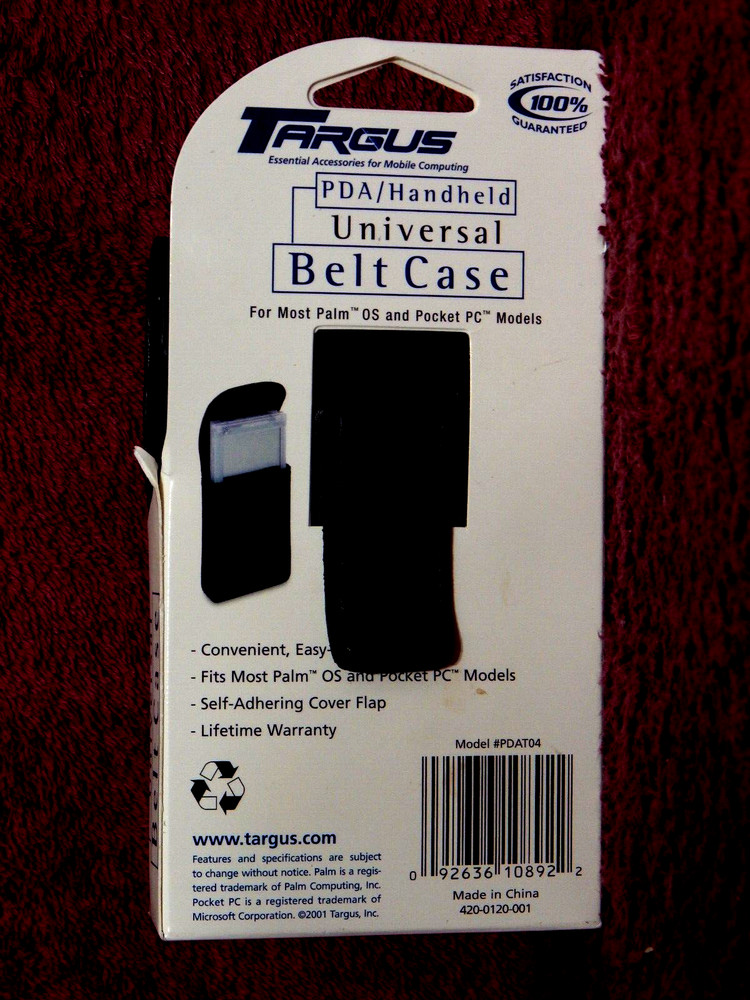 SATISFACTION
100%
GUARANTEED
TARGUS
Essential Accessories for Mobile Computing
PDA/Handheld
Universal
Belt Case
For Most Palm™ OS and Pocket PC™ Models
- Convenient, Easy-
- Fits Most Palm™ OS and Pocket PC™ Models
- Self-Adhering Cover Flap
- Lifetime Warranty
Model #PDAT04
www.targus.com
Features and specifications are subject
to change without notice. Palm is a regis-
tered trademark of Palm Computing, Inc.
Pocket PC is a registered trademark of
Microsoft Corporation. ©2001 Targus, Inc.
0 92636 10892 2
Made in China
420-0120-001